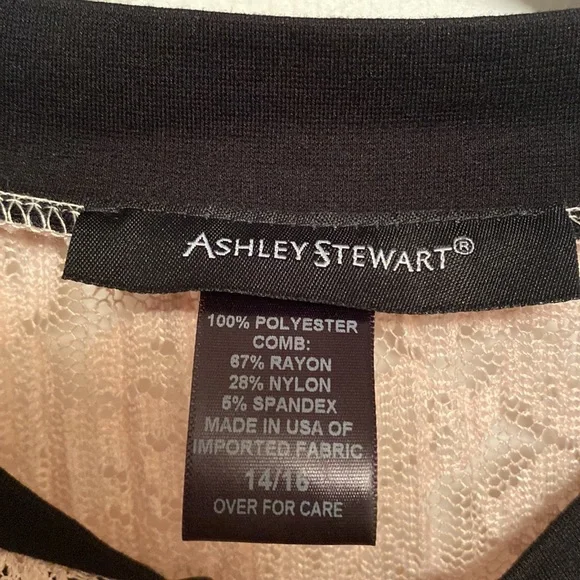 ASHLEY STEWART®
100% POLYESTER
COMB:
67% RAYON
28% NYLON
5% SPANDEX
MADE IN USA OF
IMPORTED FABRIC
14/16
OVER FOR CARE